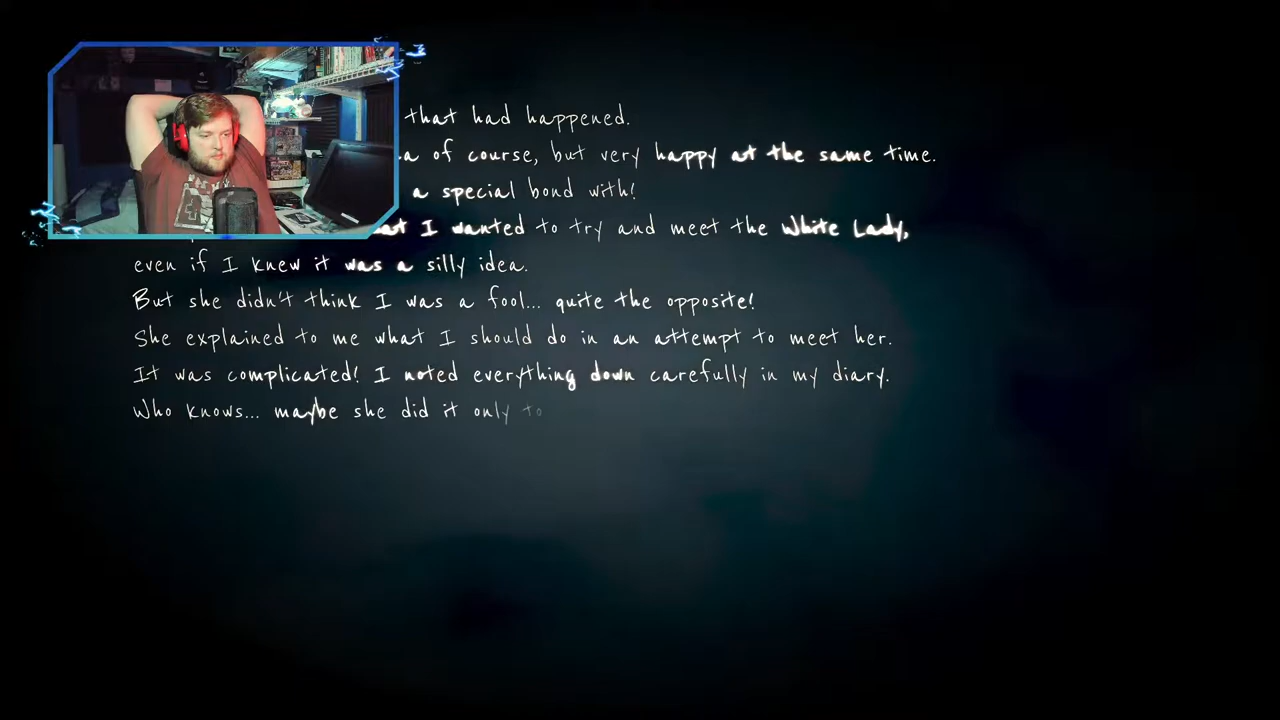 that had happened.
a of course, but very happy at the same time.
a special bond with!
at I wanted to try and meet the White Lady,
even if I knew it was a silly idea.
But she didn't think I was a fool... quite the opposite!
She explained to me what I should do in an attempt to meet her.
It was complicated! I noted everything down carefully in my diary.
Who knows... maybe she did it only to